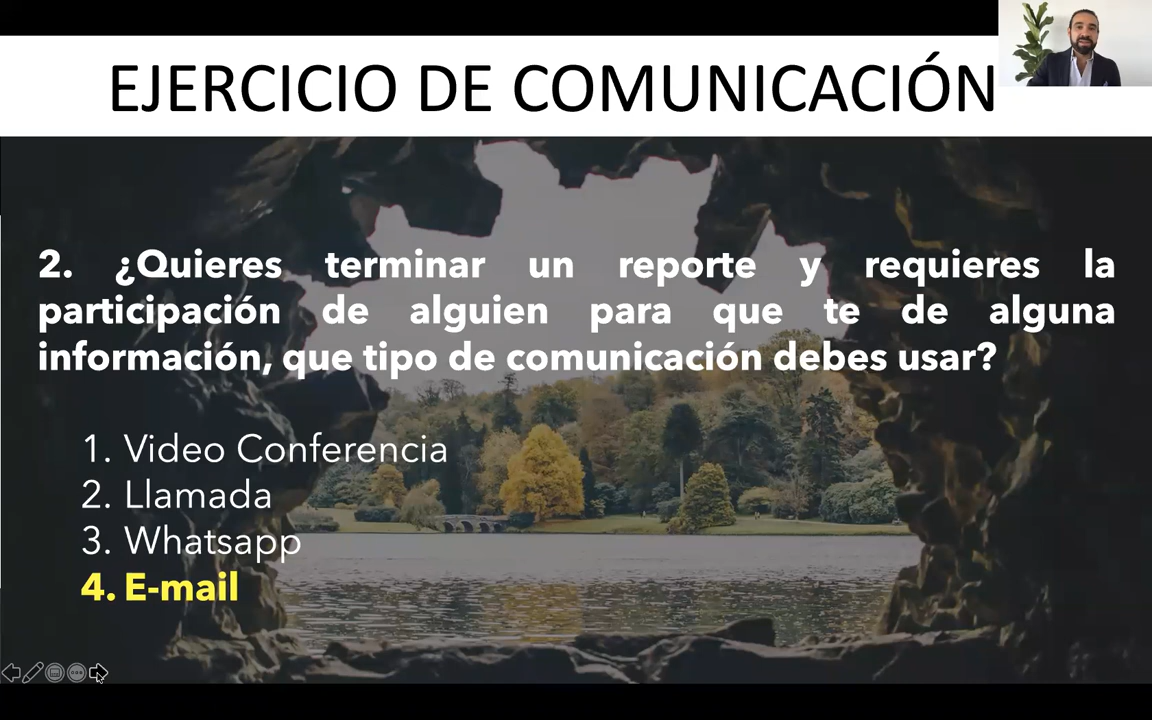 EJERCICIO DE COMUNICACIÓN
2. ¿Quieres terminar un reporte y requieres la
participación de alguien para que te de alguna
información, que tipo de comunicación debes usar?
1. Video Conferencia
2. Llamada
3. Whatsapp
4. E-mail